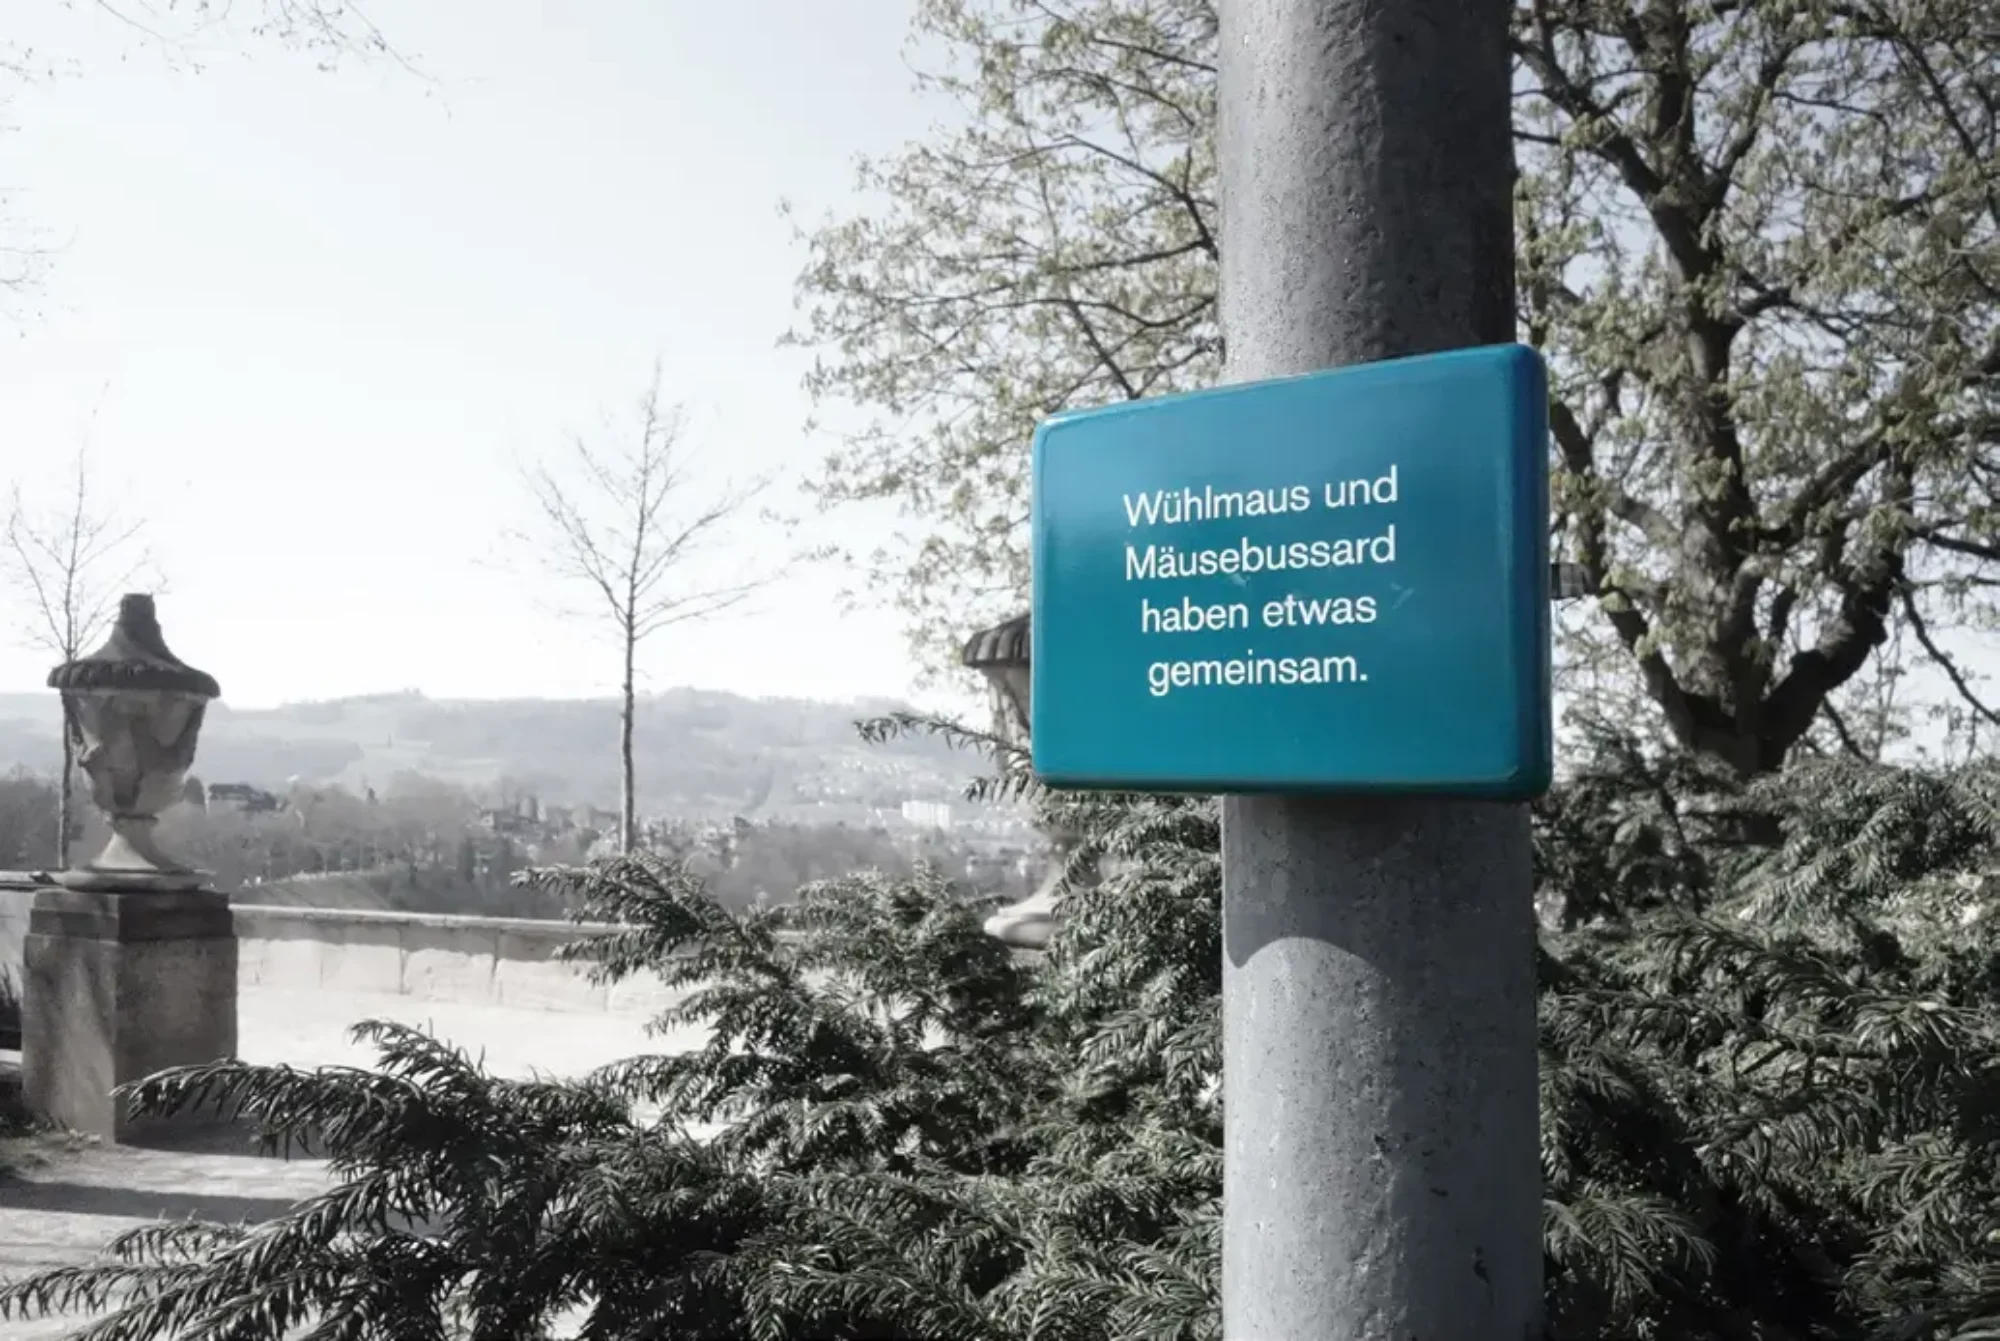 Wühlmaus und
Mäusebussard
haben etwas
gemeinsam.